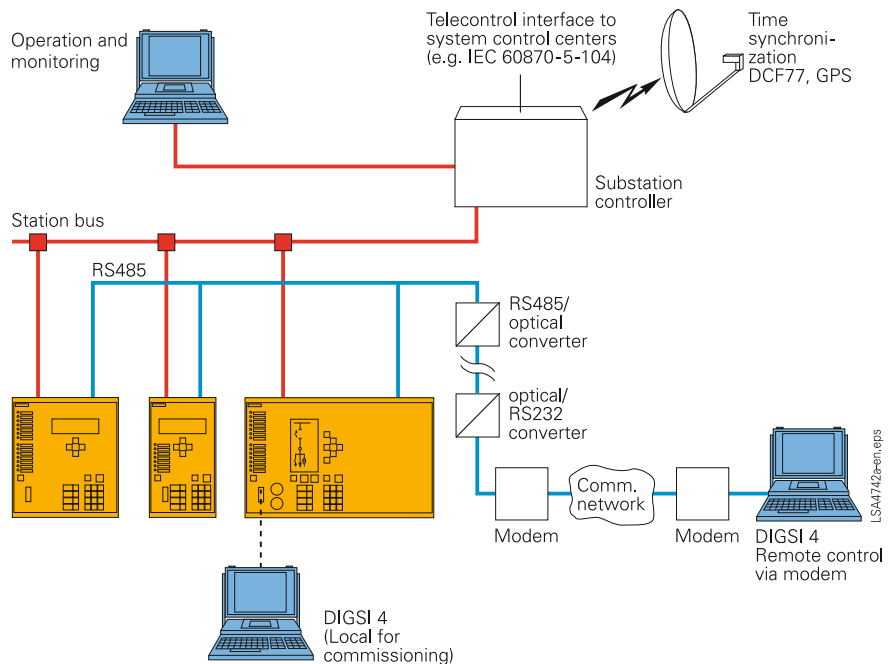 Operation and
monitoring
Telecontrol interface to
system control centers
(e.g. IEC 60870-5-104)
Time
synchroni-
zation
DCF77, GPS
Substation
controller
Station bus
RS485
RS485/
optical
converter
optical/
RS232
converter
Modem
Comm.
network
Modem
DIGSI 4
Remote control
via modem
DIGSI 4
(Local for
commissioning)
LSA4742a-en.eps